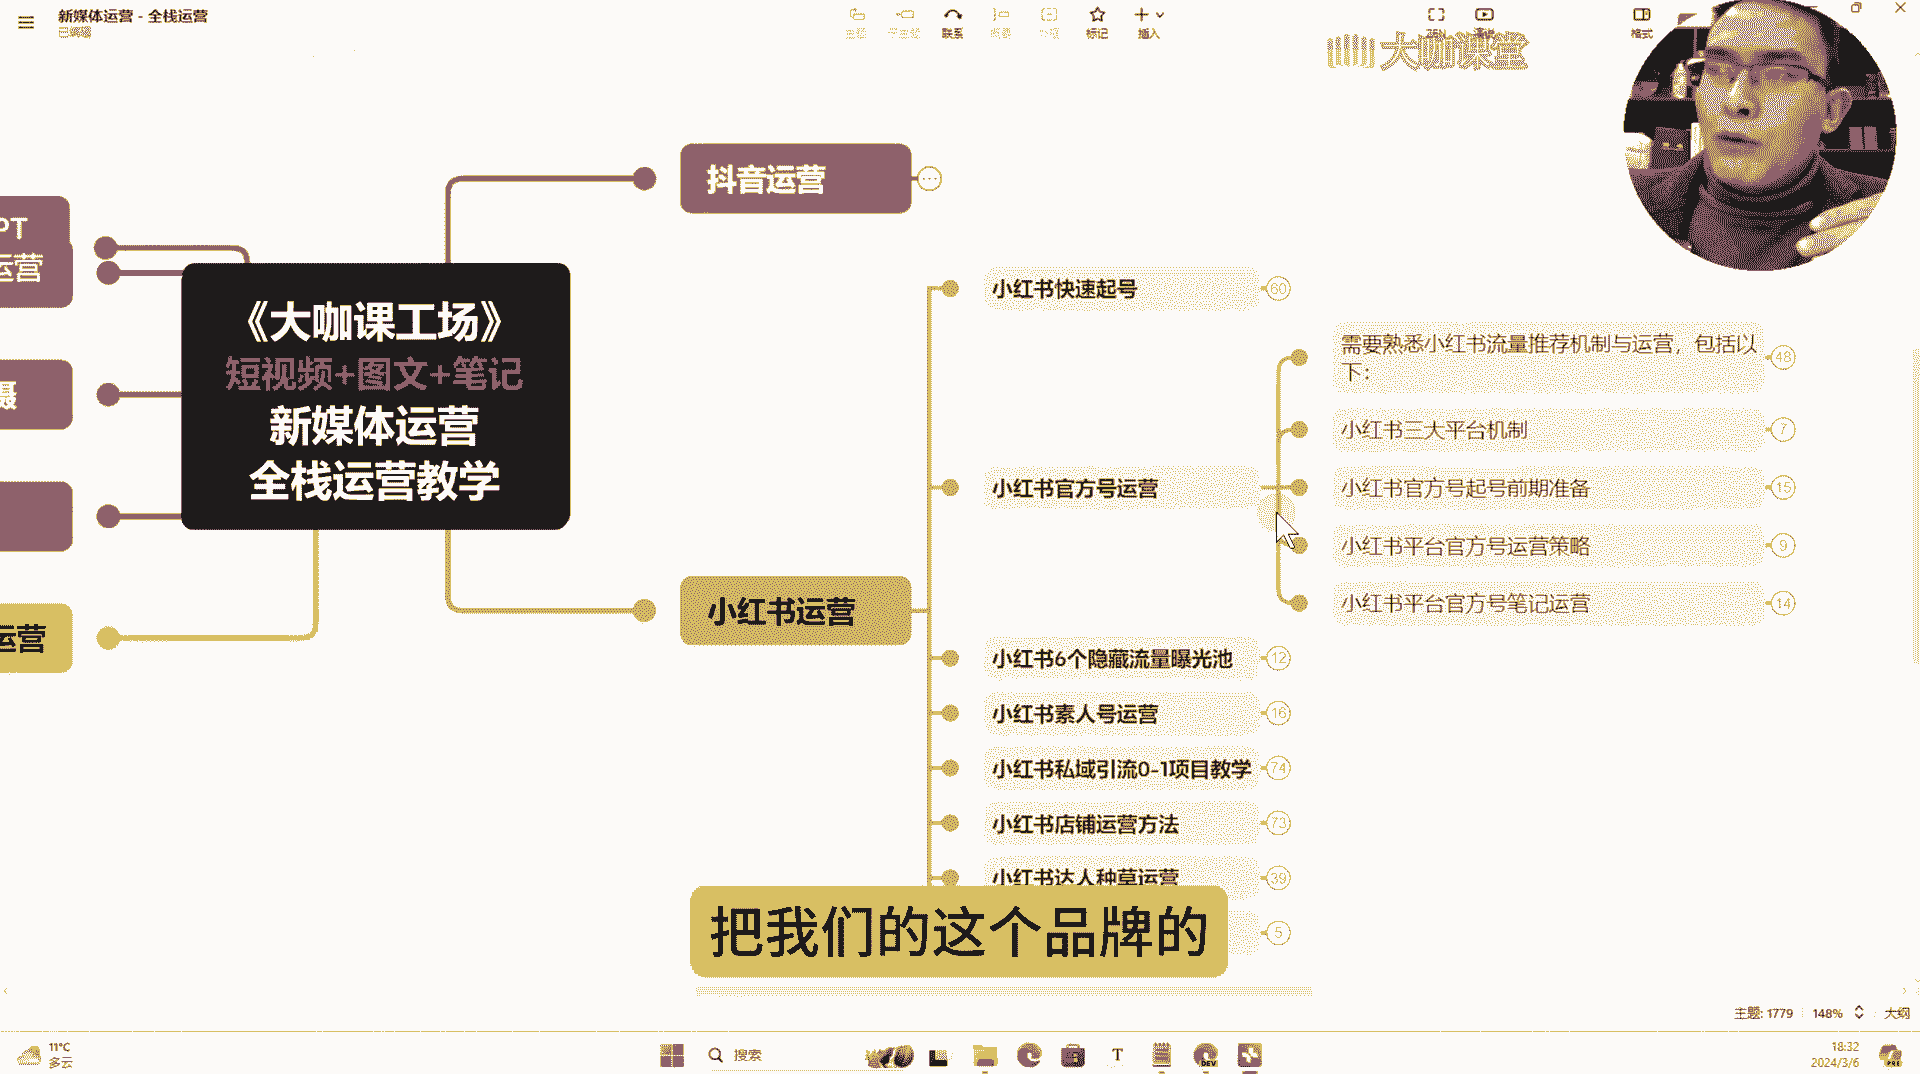 新媒体运营 - 全栈运营
已编辑
联系
标记
插入
格式
大咖课堂
PT
运营
摄
运营
《大咖课工场》
短视频+图文+笔记
新媒体运营
全栈运营教学
抖音运营
小红书运营
小红书快速起号
60
小红书官方号运营
需要熟悉小红书流量推荐机制与运营，包括以
下：
48
小红书三大平台机制
7
小红书官方号起号前期准备
15
小红书平台官方号运营策略
9
小红书平台官方号笔记运营
14
小红书6个隐藏流量曝光池
12
小红书素人号运营
16
小红书私域引流0-1项目教学
74
小红书店铺运营方法
73
小红书达人种草运营
39
5
把我们的这个品牌的
主题: 1779
148%
大纲
11°C
多云
搜索
18:32
2024/3/6